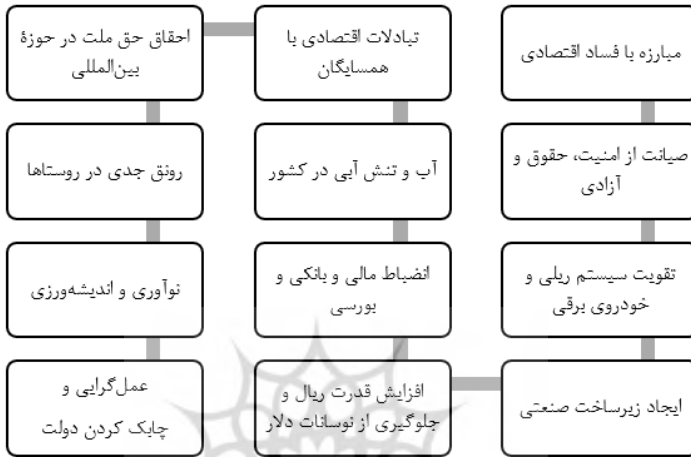 مبارزه با فساد اقتصادی
صیانت از امنیت، حقوق و
آزادی
تقویت سیستم ریلی و
خودروی برقی
ایجاد زیرساخت صنعتی
افزایش قدرت ریال و
جلوگیری از نوسانات دلار
انضباط مالی و بانکی و
بورسی
آب و تنش آبی در کشور
تبادلات اقتصادی با
همسایگان
احقاق حق ملت در حوزهٔ
بین‌المللی
رونق جدی در روستاها
نوآوری و اندیشه‌ورزی
عمل‌گرایی و
چابک کردن دولت